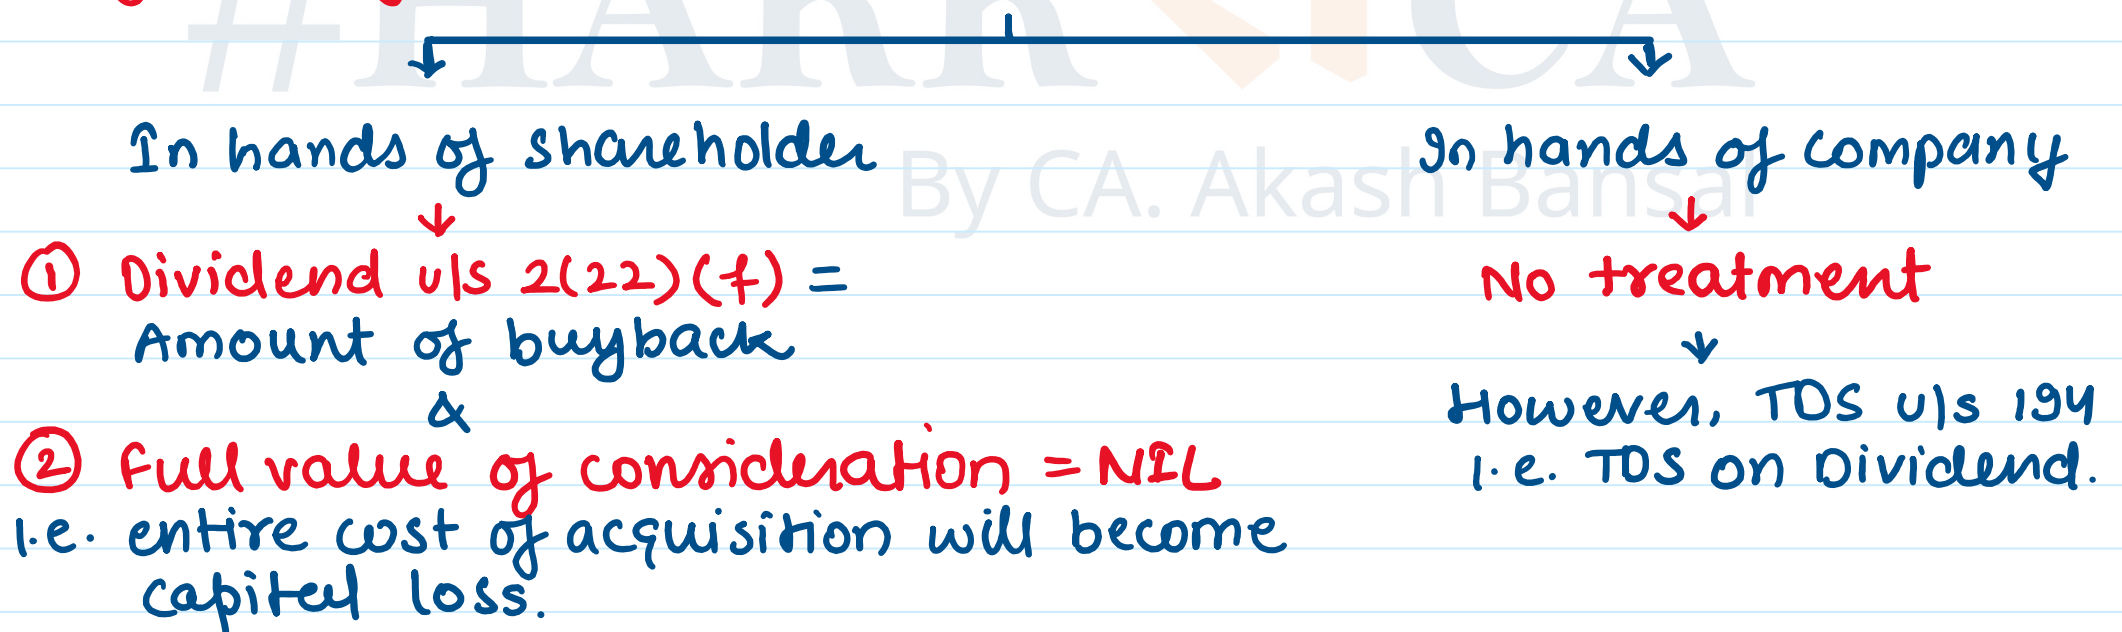 #HARR CA
By CA. Akash Bansal
In hands of shareholder
① Dividend u/s 2(22)(f) =
Amount of buyback
&
② Full value of consideration = NIL
i.e. entire cost of acquisition will become
capital loss.
In hands of company
No treatment
However, TDS u/s 194
i.e. TDS on Dividend.